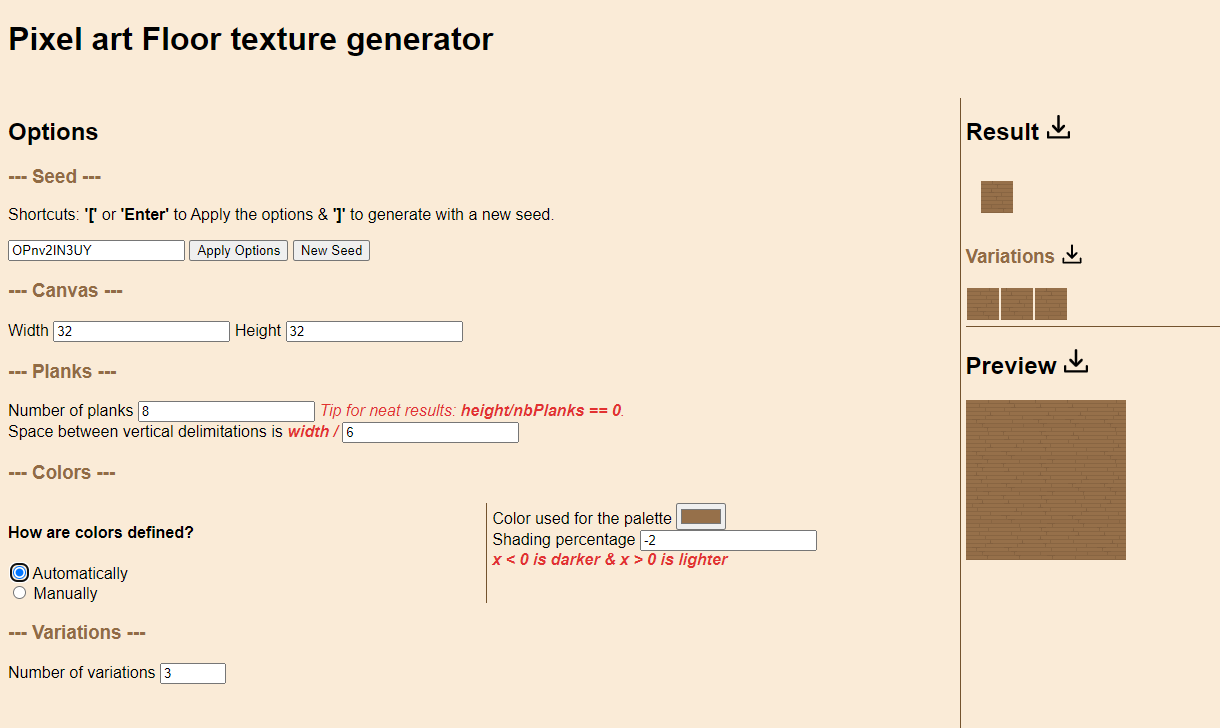 Pixel art Floor texture generator
Options
--- Seed ---
Shortcuts: '[' or 'Enter' to Apply the options & ']' to generate with a new seed.
OPnv2IN3UY Apply Options New Seed
--- Canvas ---
Width 32 Height 32
--- Planks ---
Number of planks 8 Tip for neat results: height/nbPlanks == 0.
Space between vertical delimitations is width / 6
--- Colors ---
How are colors defined?
Automatically
Manually
Color used for the palette
Shading percentage -2
x < 0 is darker & x > 0 is lighter
--- Variations ---
Number of variations 3
Result
Variations
Preview